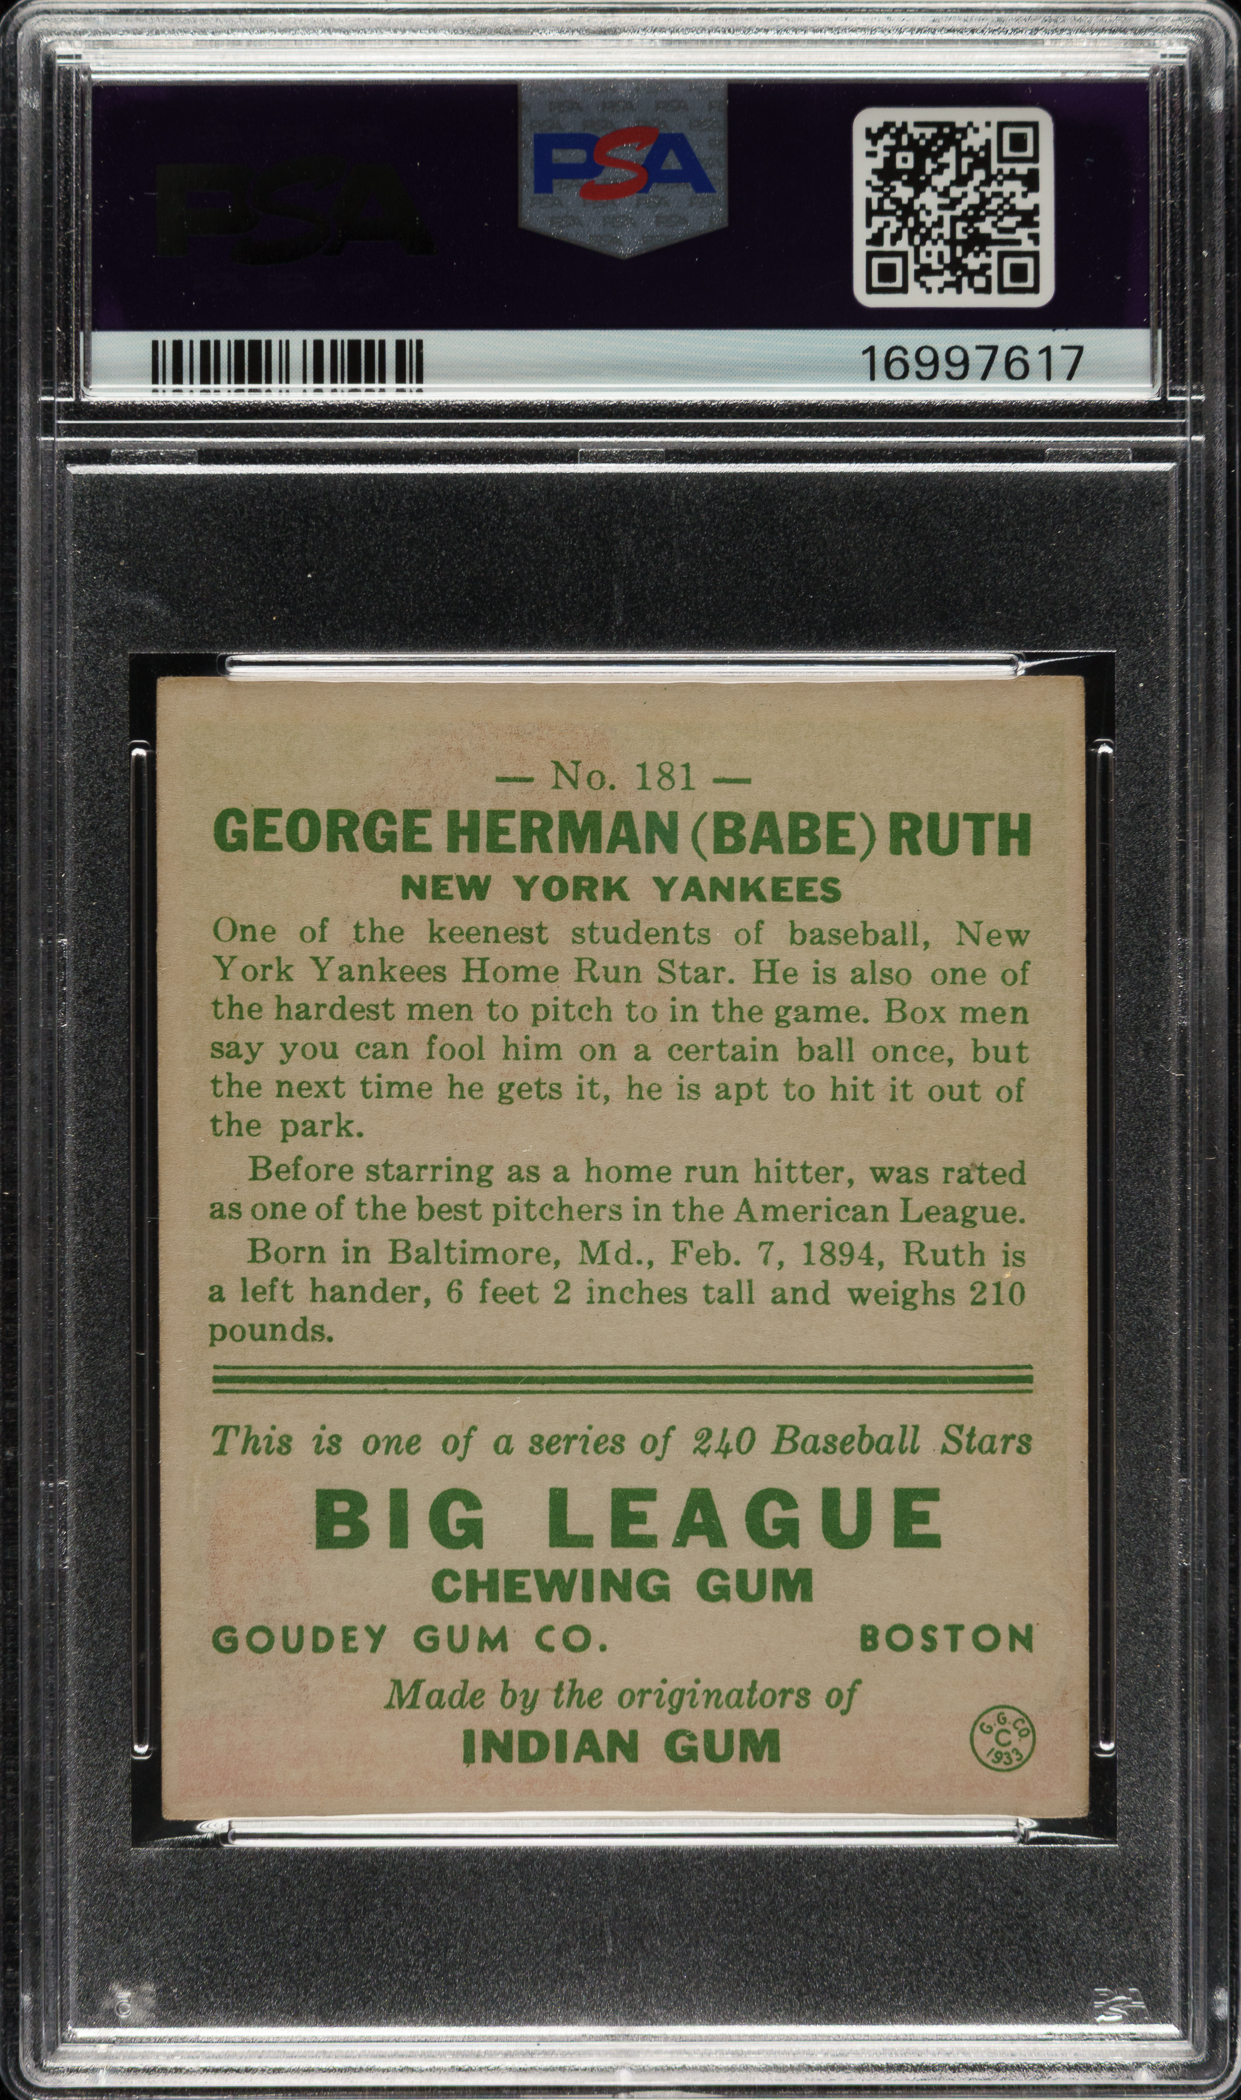 PSA
PSA
16997617
— No. 181 —
GEORGE HERMAN (BABE) RUTH
NEW YORK YANKEES
One of the keenest students of baseball, New
York Yankees Home Run Star. He is also one of
the hardest men to pitch to in the game. Box men
say you can fool him on a certain ball once, but
the next time he gets it, he is apt to hit it out of
the park.
Before starring as a home run hitter, was rated
as one of the best pitchers in the American League.
Born in Baltimore, Md., Feb. 7, 1894, Ruth is
a left hander, 6 feet 2 inches tall and weighs 210
pounds.
This is one of a series of 240 Baseball Stars
BIG LEAGUE
CHEWING GUM
GOUDEY GUM CO. BOSTON
Made by the originators of
INDIAN GUM
G.G.CO
C
1933
PSA